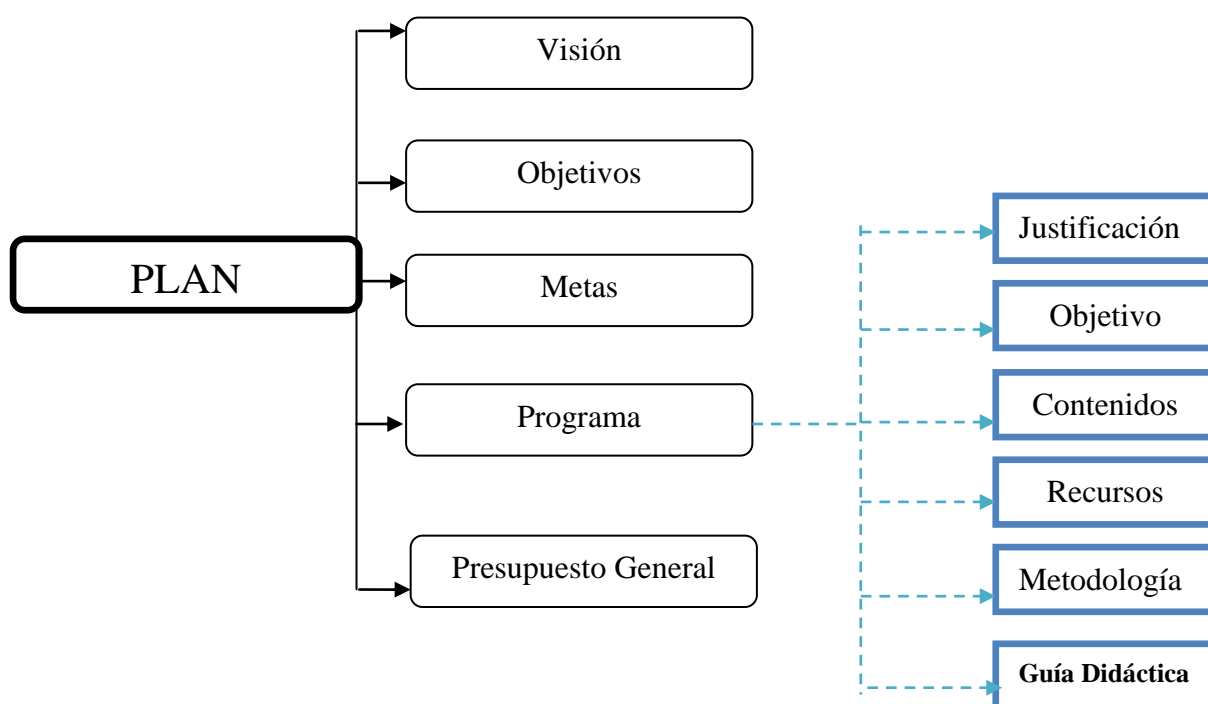 PLAN
Visión
Objetivos
Metas
Programa
Presupuesto General
Justificación
Objetivo
Contenidos
Recursos
Metodología
Guía Didáctica